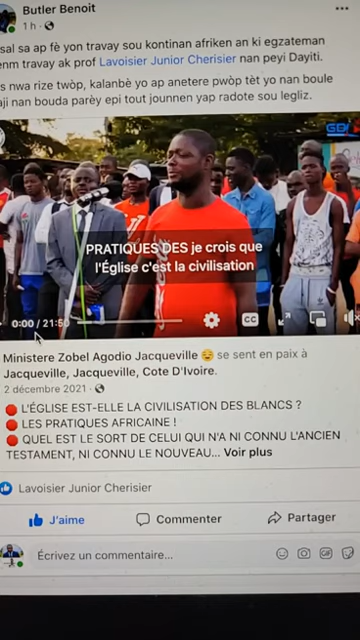 Butler Benoit
1 h
sal sa ap fè yon travay sou kontinan afriken an ki egzateman
enm travay ak prof Lavoisier Junior Cherisier nan peyi Dayiti.
s nwa rize twòp, kalanbè yo ap anetere pwòp tèt yo nan boule
aji nan bouda parèy epi tout jounnen yap radote sou legliz.
PRATIQUES DES je crois que
l'Église c'est la civilisation
0:00 / 21:50
CC
Ministere Zobel Agodio Jacqueville se sent en paix à
Jacqueville, Jacqueville, Cote D'Ivoire.
2 décembre 2021
L'ÉGLISE EST-ELLE LA CIVILISATION DES BLANCS ?
LES PRATIQUES AFRICAINE !
QUEL EST LE SORT DE CELUI QUI N'A NI CONNU L'ANCIEN
TESTAMENT, NI CONNU LE NOUVEAU... Voir plus
Lavoisier Junior Cherisier
J'aime Commenter Partager
Écrivez un commentaire... GIF